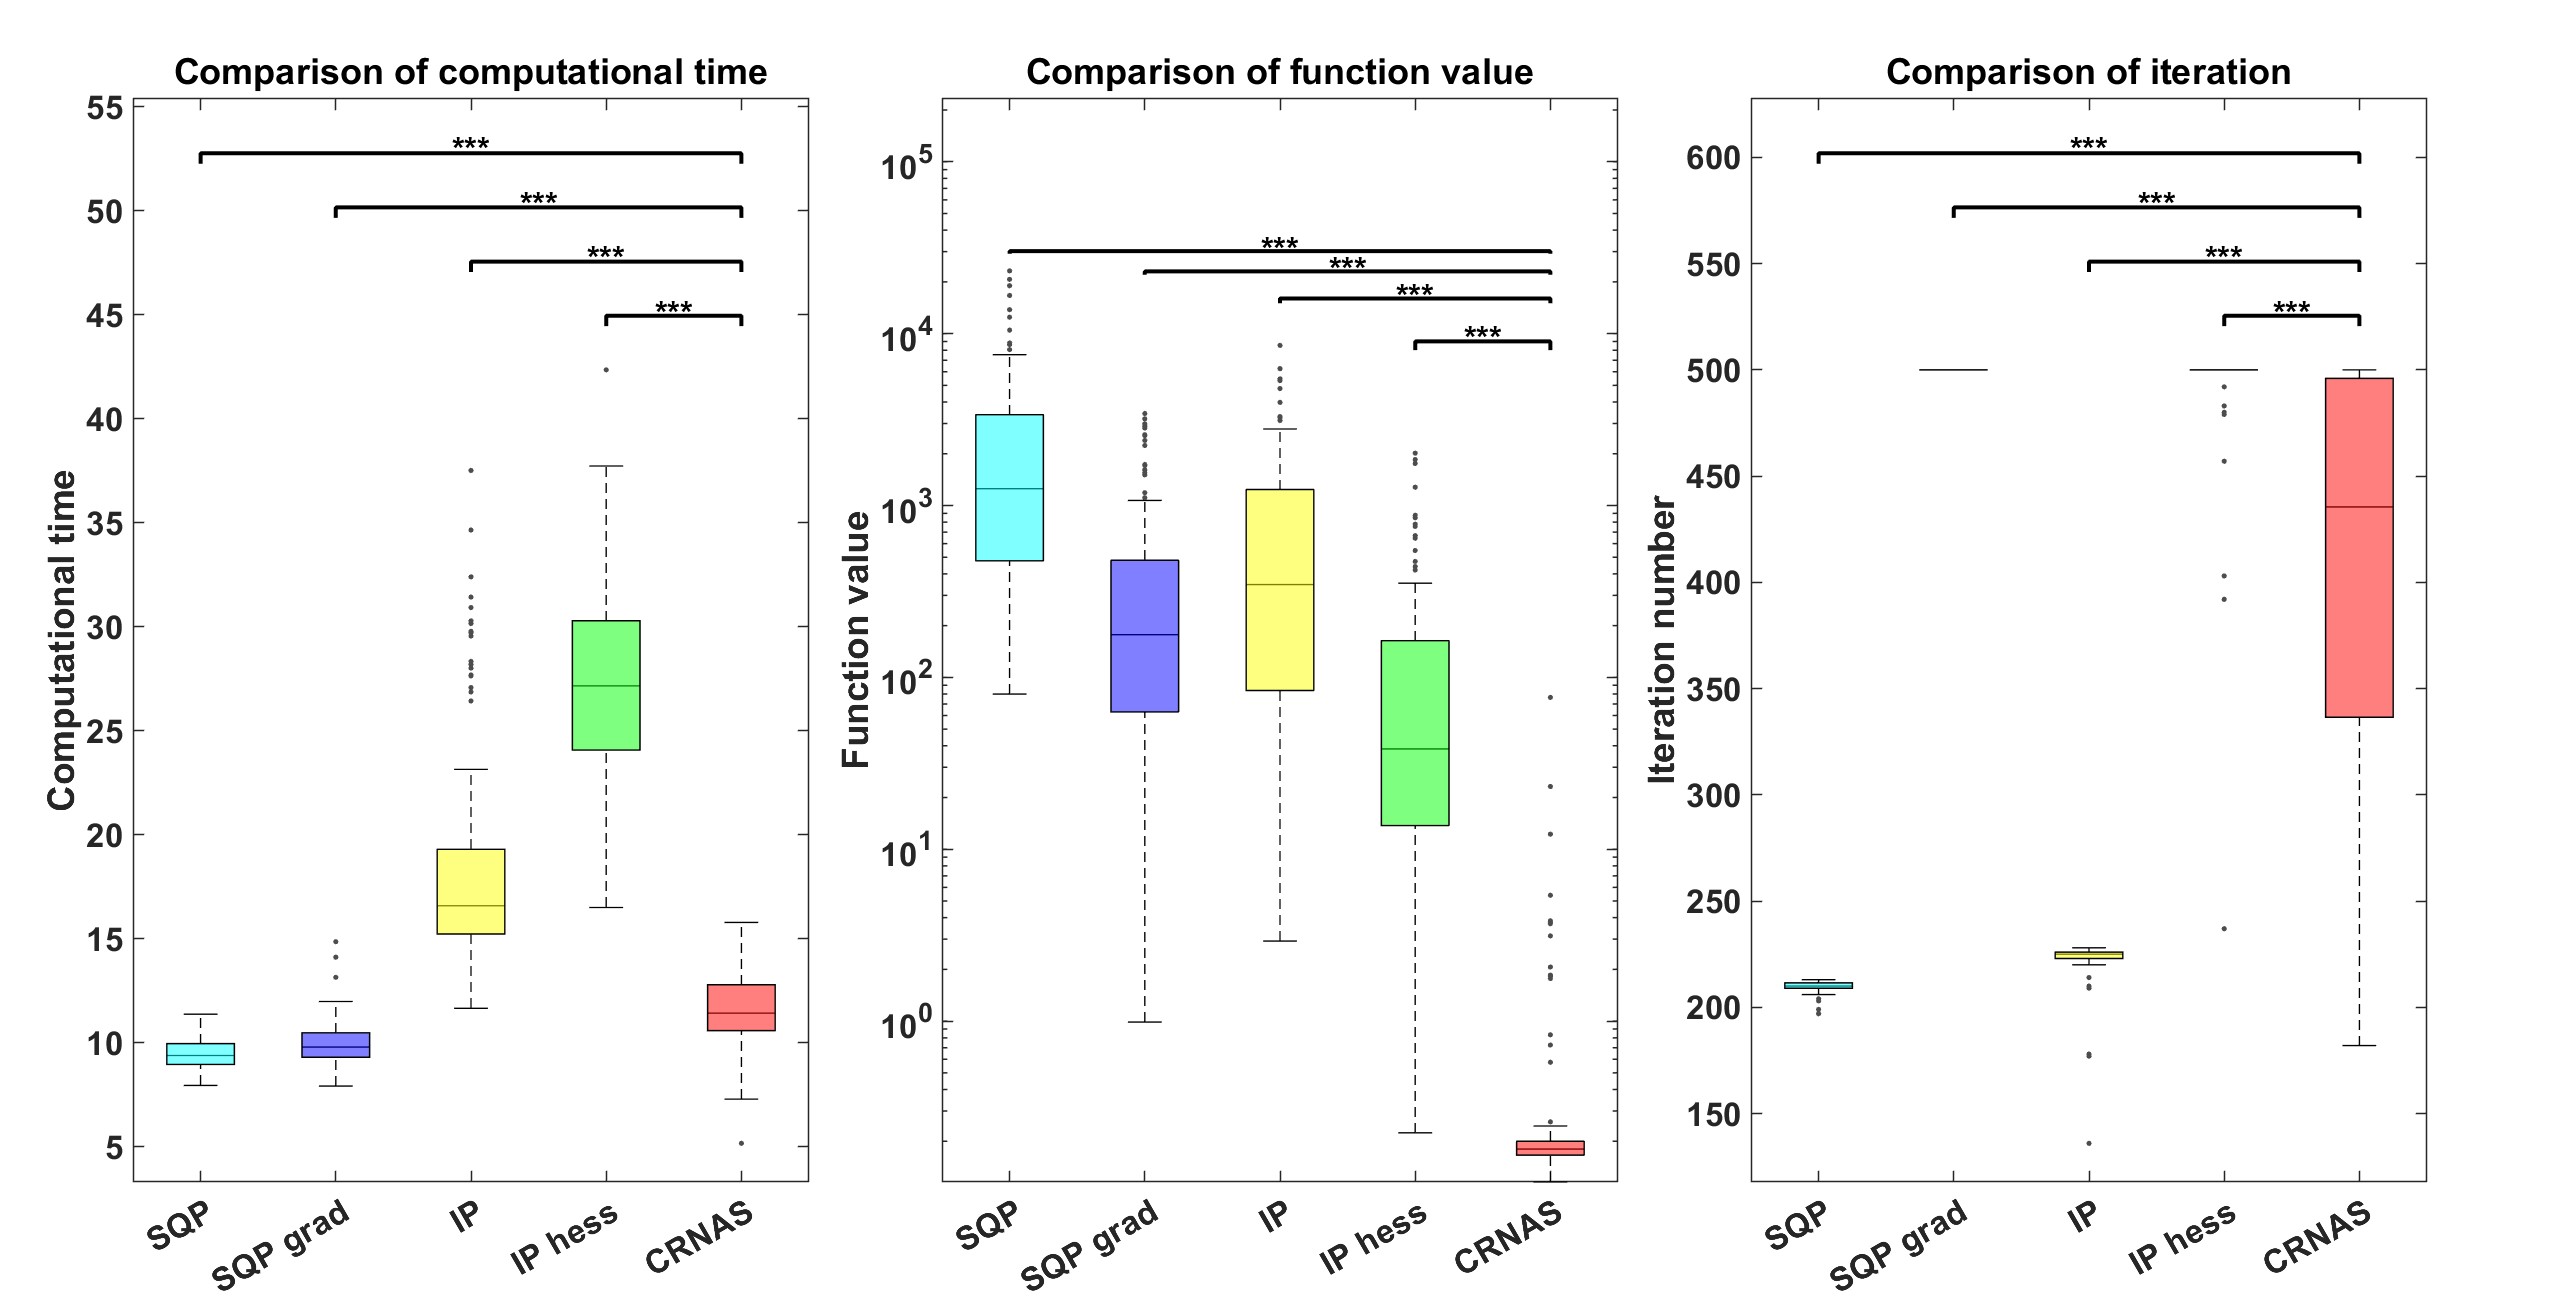 Comparison of computational time
Computational time
55
50
45
40
35
30
25
20
15
10
5
***
***
***
***
SQP
SQP grad
IP
IP hess
CRNAS
Comparison of function value
Function value
10^5
10^4
10^3
10^2
10^1
10^0
***
***
***
***
SQP
SQP grad
IP
IP hess
CRNAS
Comparison of iteration
Iteration number
600
550
500
450
400
350
300
250
200
150
***
***
***
***
SQP
SQP grad
IP
IP hess
CRNAS